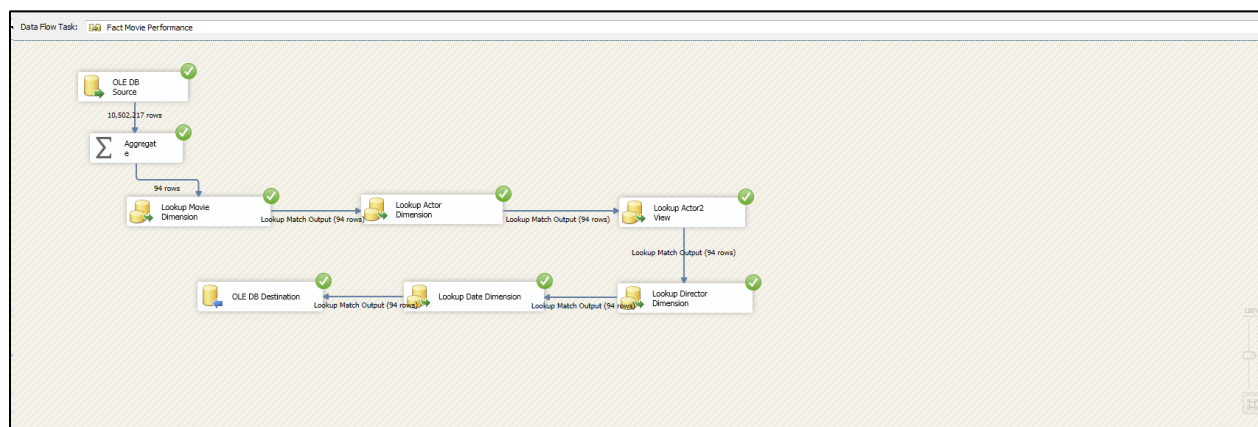 Data Flow Task:
Fact Movie Performance
OLE DB
Source
10,502,217 rows
Aggregat
e
94 rows
Lookup Movie
Dimension
Lookup Match Output (94 rows)
Lookup Actor
Dimension
Lookup Match Output (94 rows)
Lookup Actor2
View
Lookup Match Output (94 rows)
Lookup Director
Dimension
Lookup Match Output (94 rows)
Lookup Date Dimension
Lookup Match Output (94 rows)
OLE DB Destination
100%